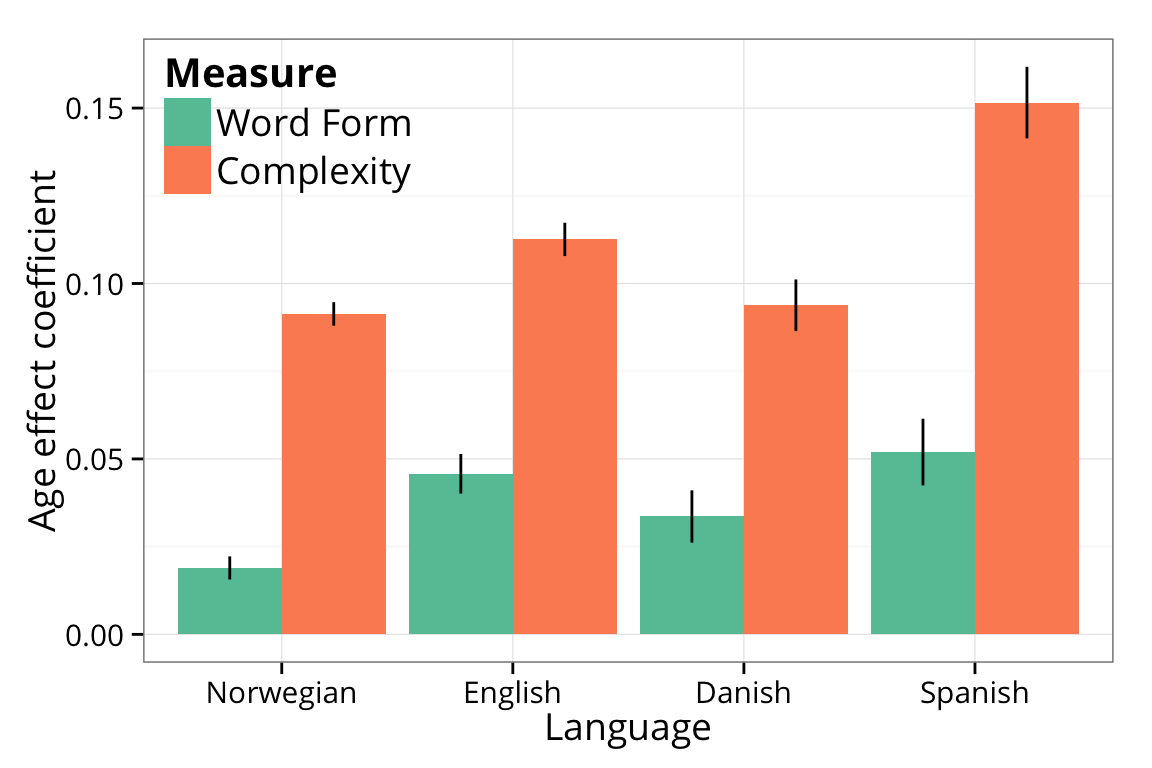 Measure
Word Form
Complexity
Age effect coefficient
0.15
0.10
0.05
0.00
Norwegian English Danish Spanish
Language